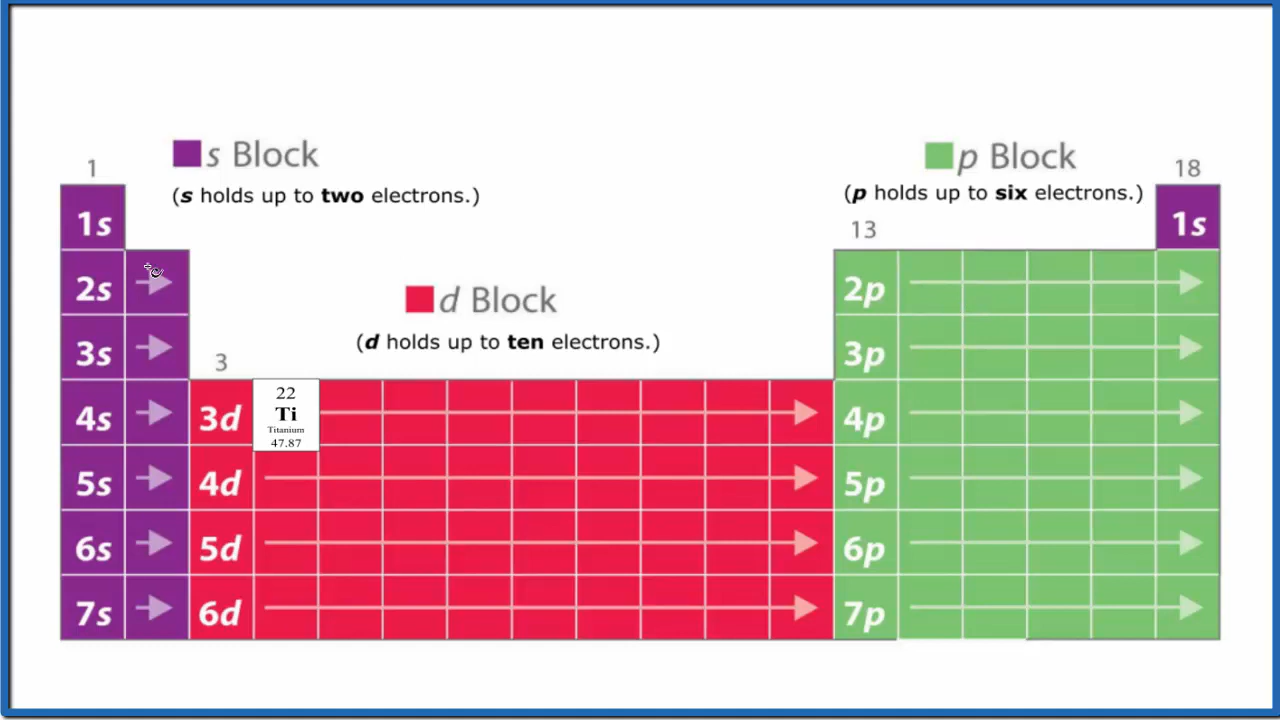 s Block
p Block
1
18
(s holds up to two electrons.)
(p holds up to six electrons.)
1s
1s
13
2s
2p
d Block
(d holds up to ten electrons.)
3s
3p
3
4s
3d
22
Ti
Titanium
47.87
4p
5s
4d
5p
6s
5d
6p
7s
6d
7p